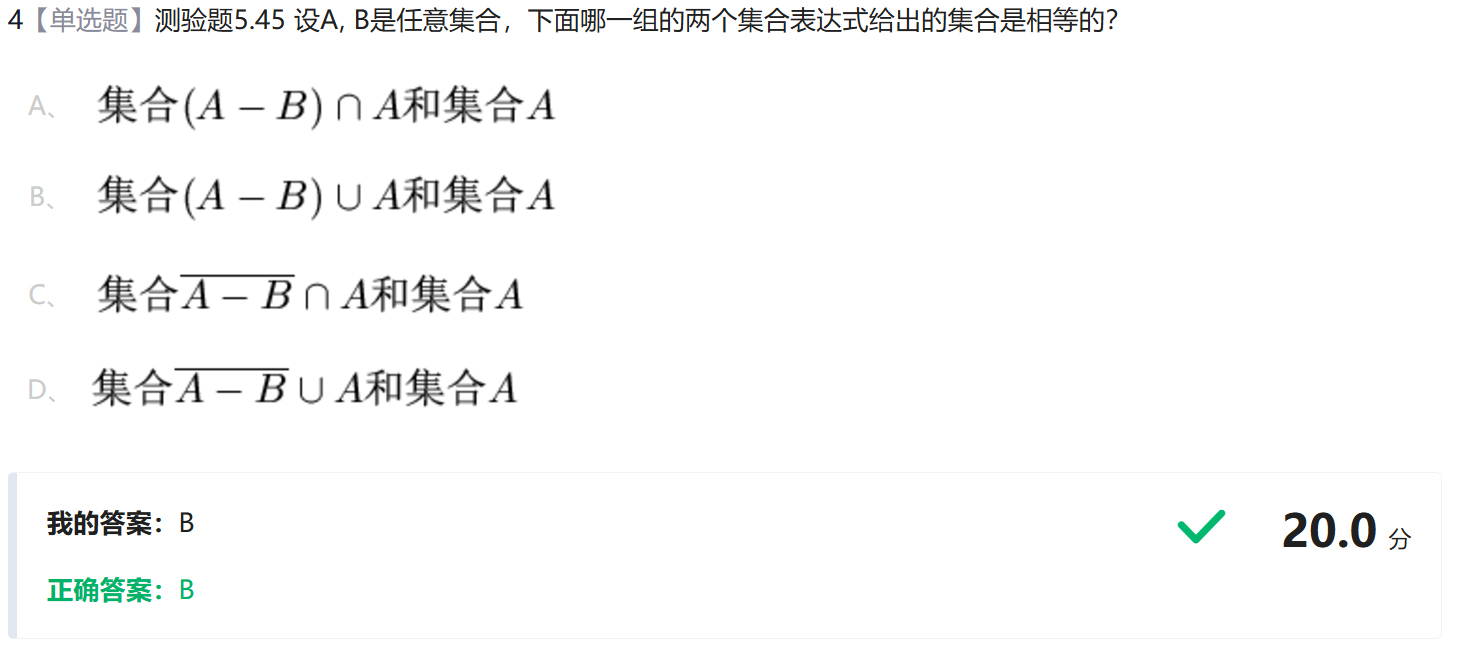 4【单选题】测验题5.45 设A, B是任意集合，下面哪一组的两个集合表达式给出的集合是相等的？
A、 集合$(A - B) \cap A$和集合$A$
B、 集合$(A - B) \cup A$和集合$A$
C、 集合$\overline{A - B} \cap A$和集合$A$
D、 集合$\overline{A - B} \cup A$和集合$A$
我的答案：B
20.0 分
正确答案：B